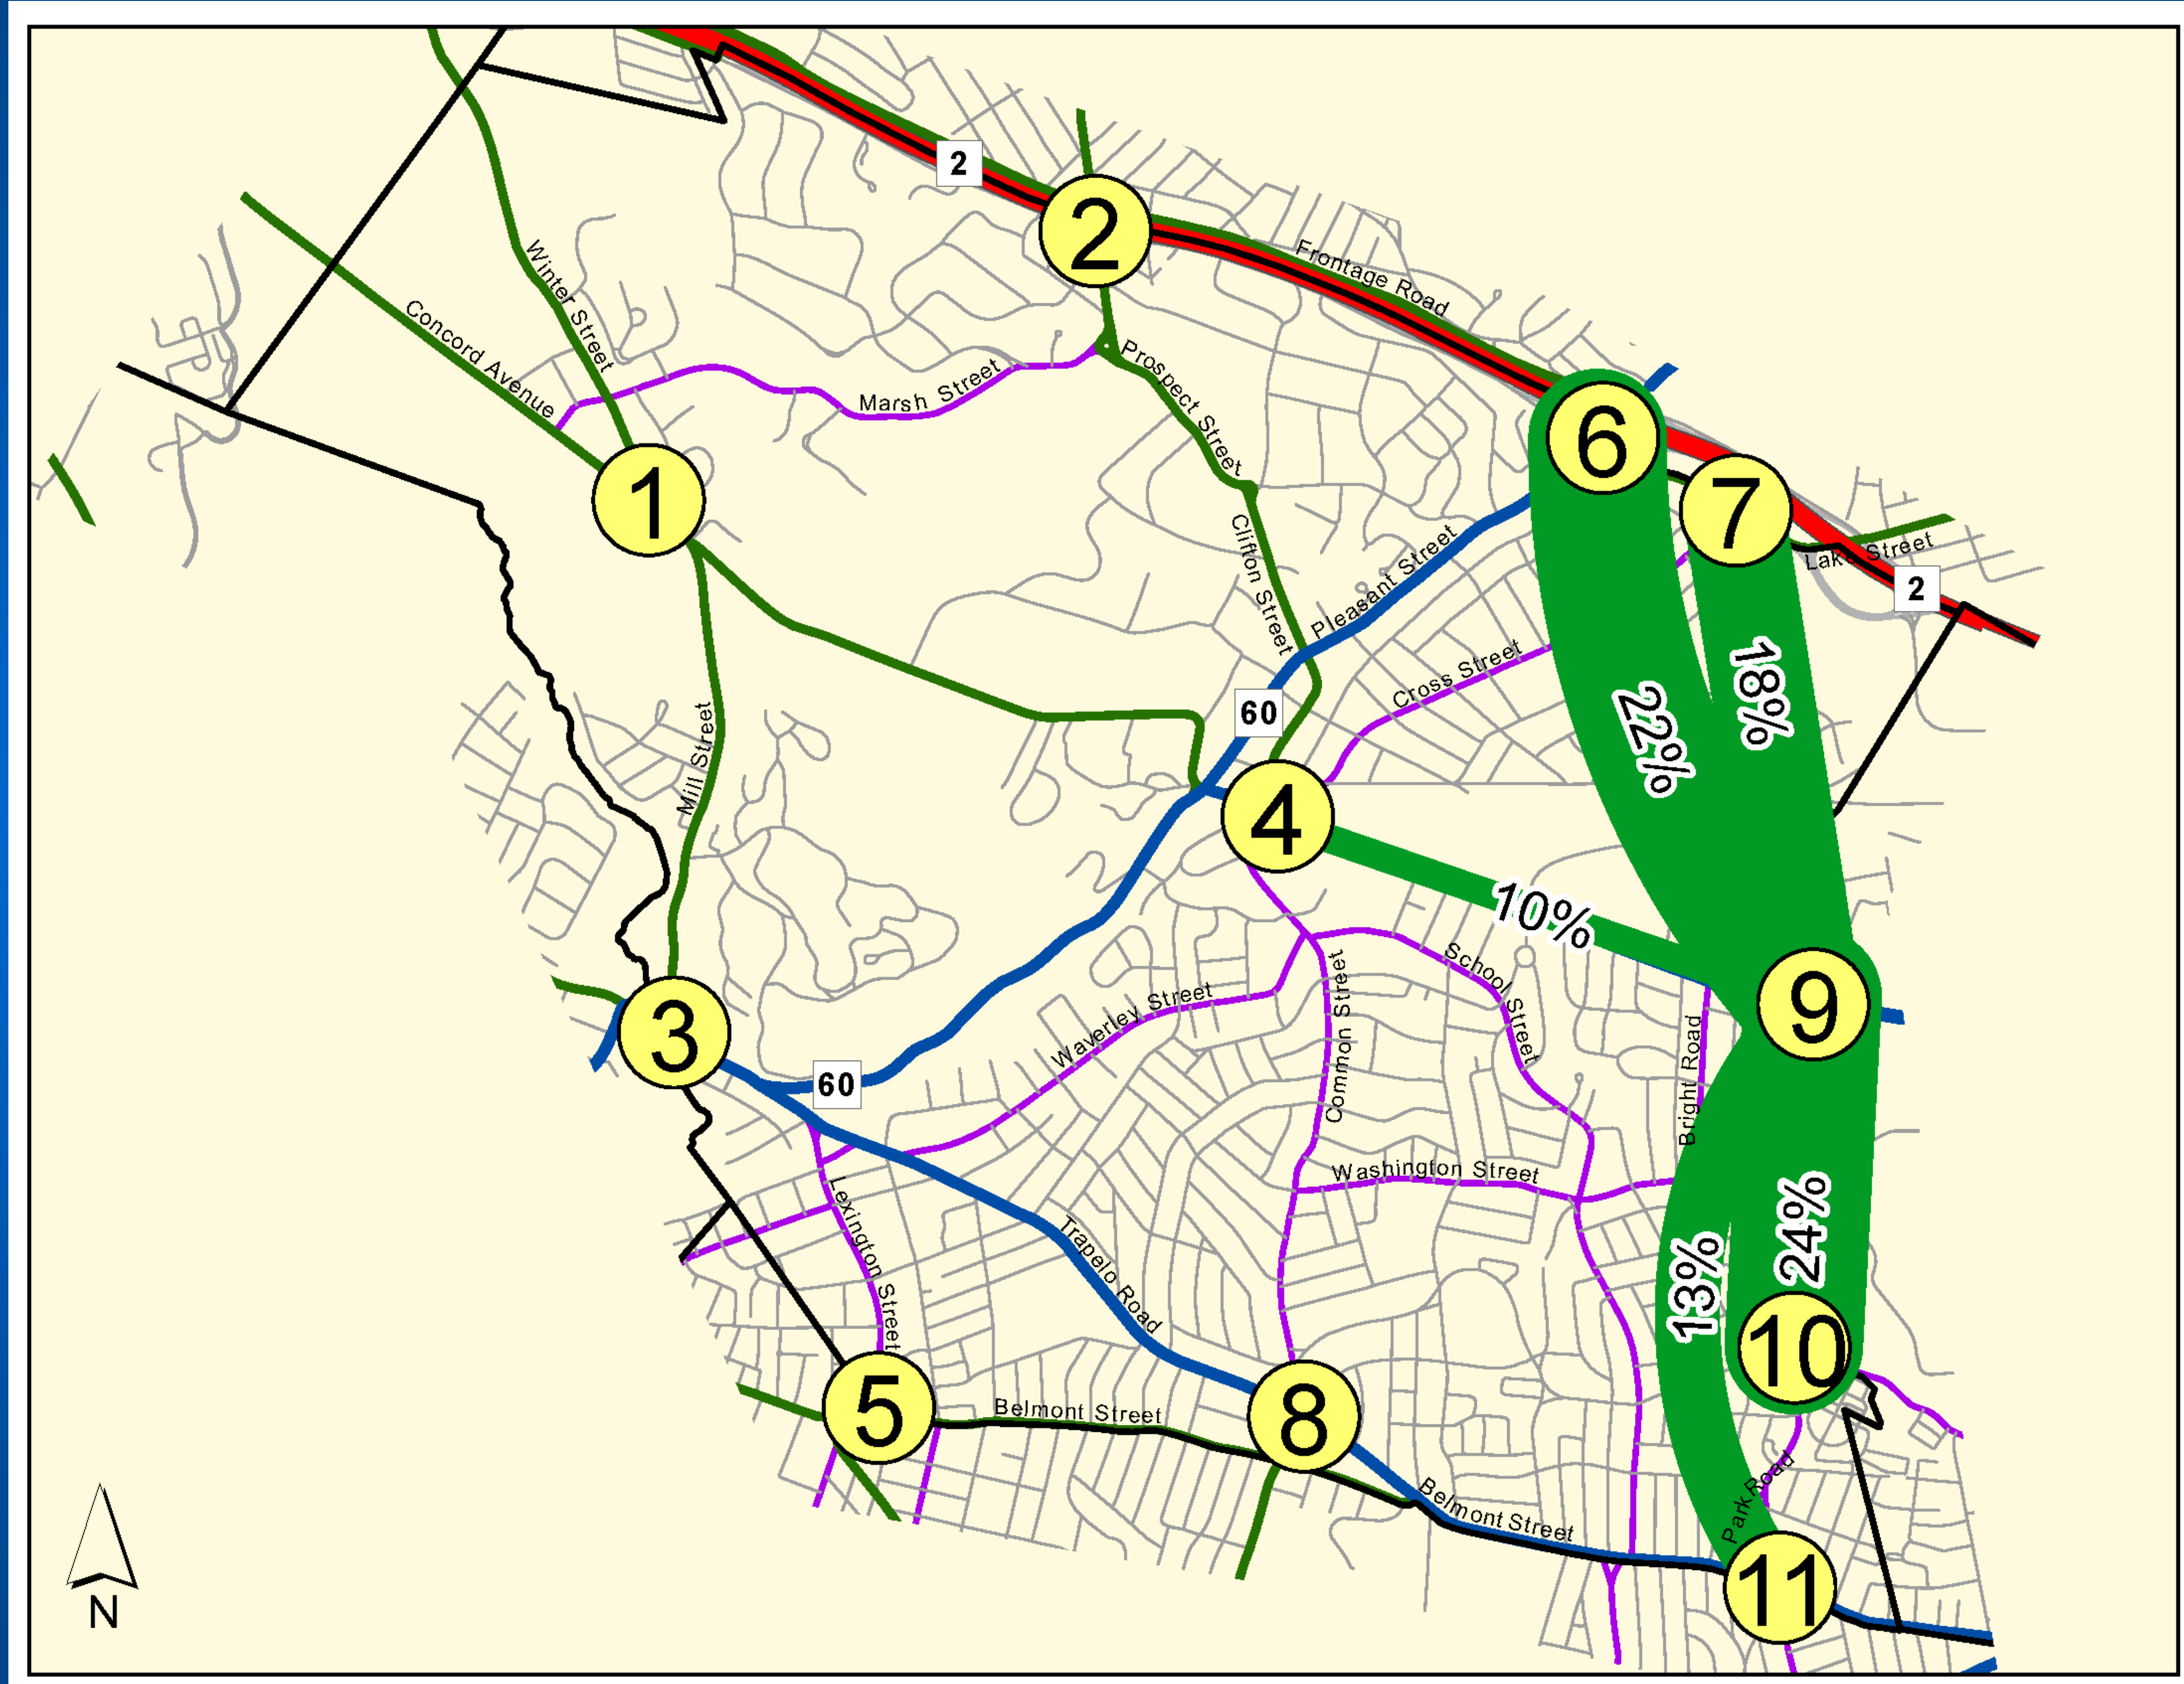 2
2
Frontage Road
Winter Street
Concord Avenue
Marsh Street
Prospect Street
6
1
7
Clifton Street
Pleasant Street
Lake Street
2
Cross Street
18%
22%
60
Mill Street
4
10%
School Street
9
Waverley Street
Common Street
3
Bright Road
60
Washington Street
Lexington Street
Trapelo Road
24%
13%
10
5
8
Belmont Street
Park Road
Belmont Street
11
N